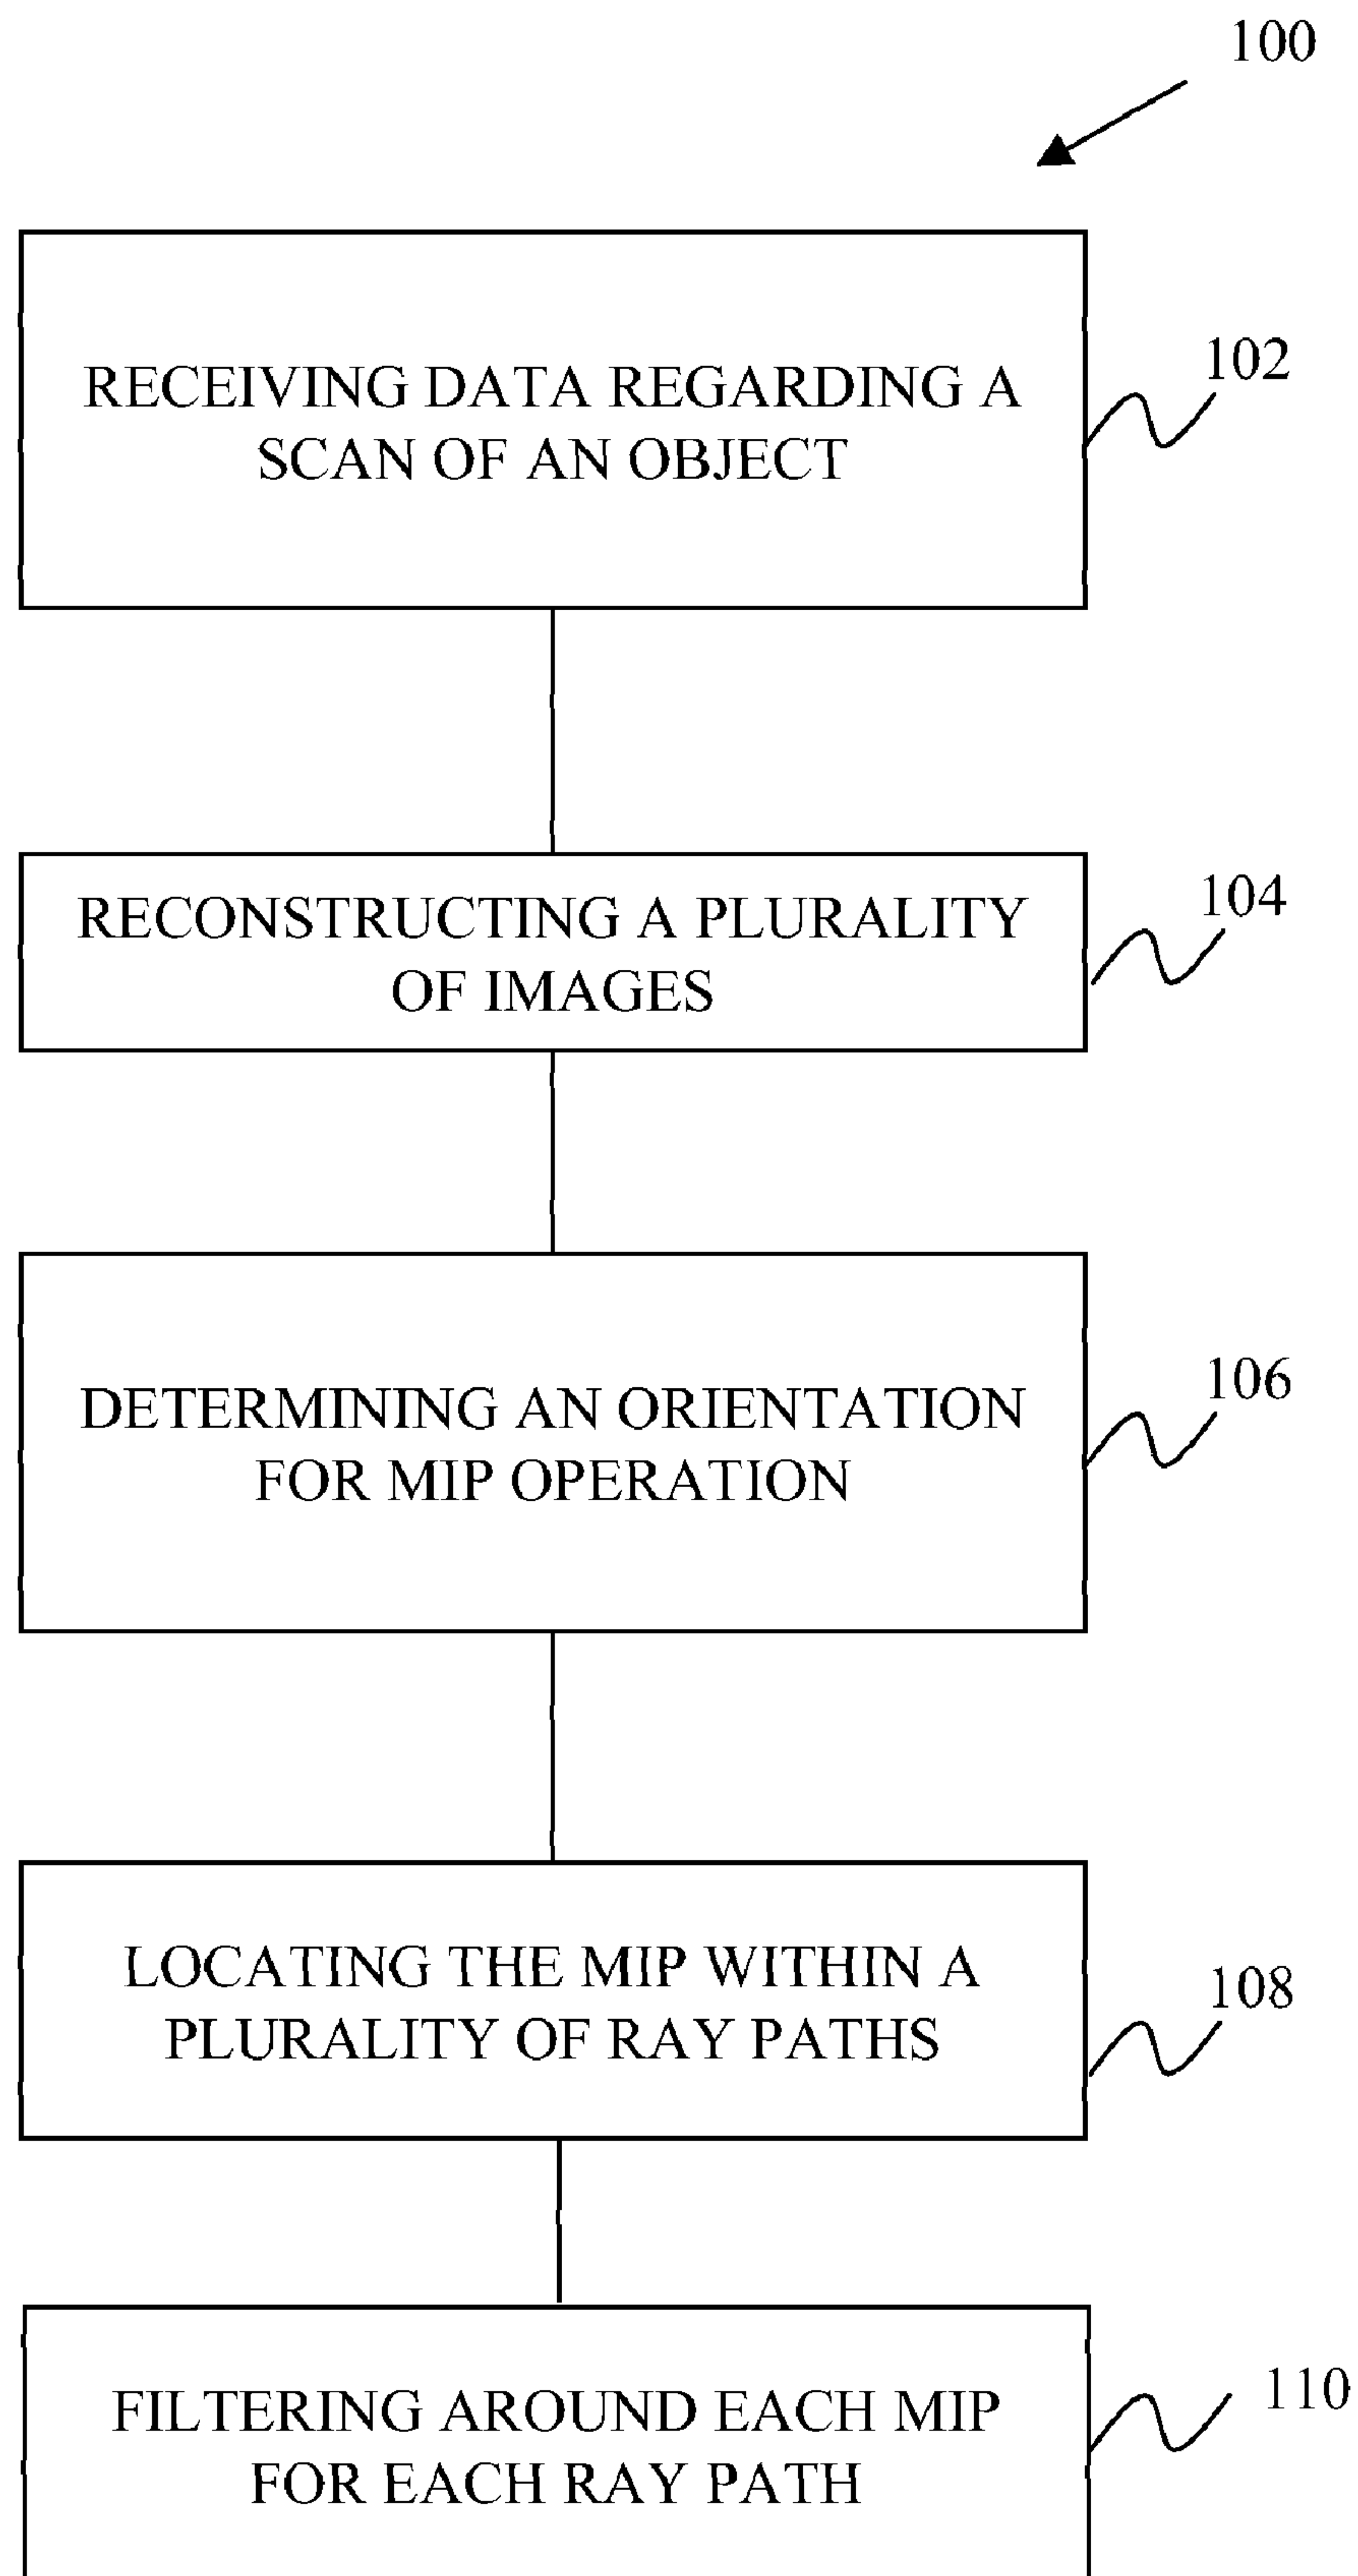 100
RECEIVING DATA REGARDING A
SCAN OF AN OBJECT
102
RECONSTRUCTING A PLURALITY
OF IMAGES
104
DETERMINING AN ORIENTATION
FOR MIP OPERATION
106
LOCATING THE MIP WITHIN A
PLURALITY OF RAY PATHS
108
FILTERING AROUND EACH MIP
FOR EACH RAY PATH
110